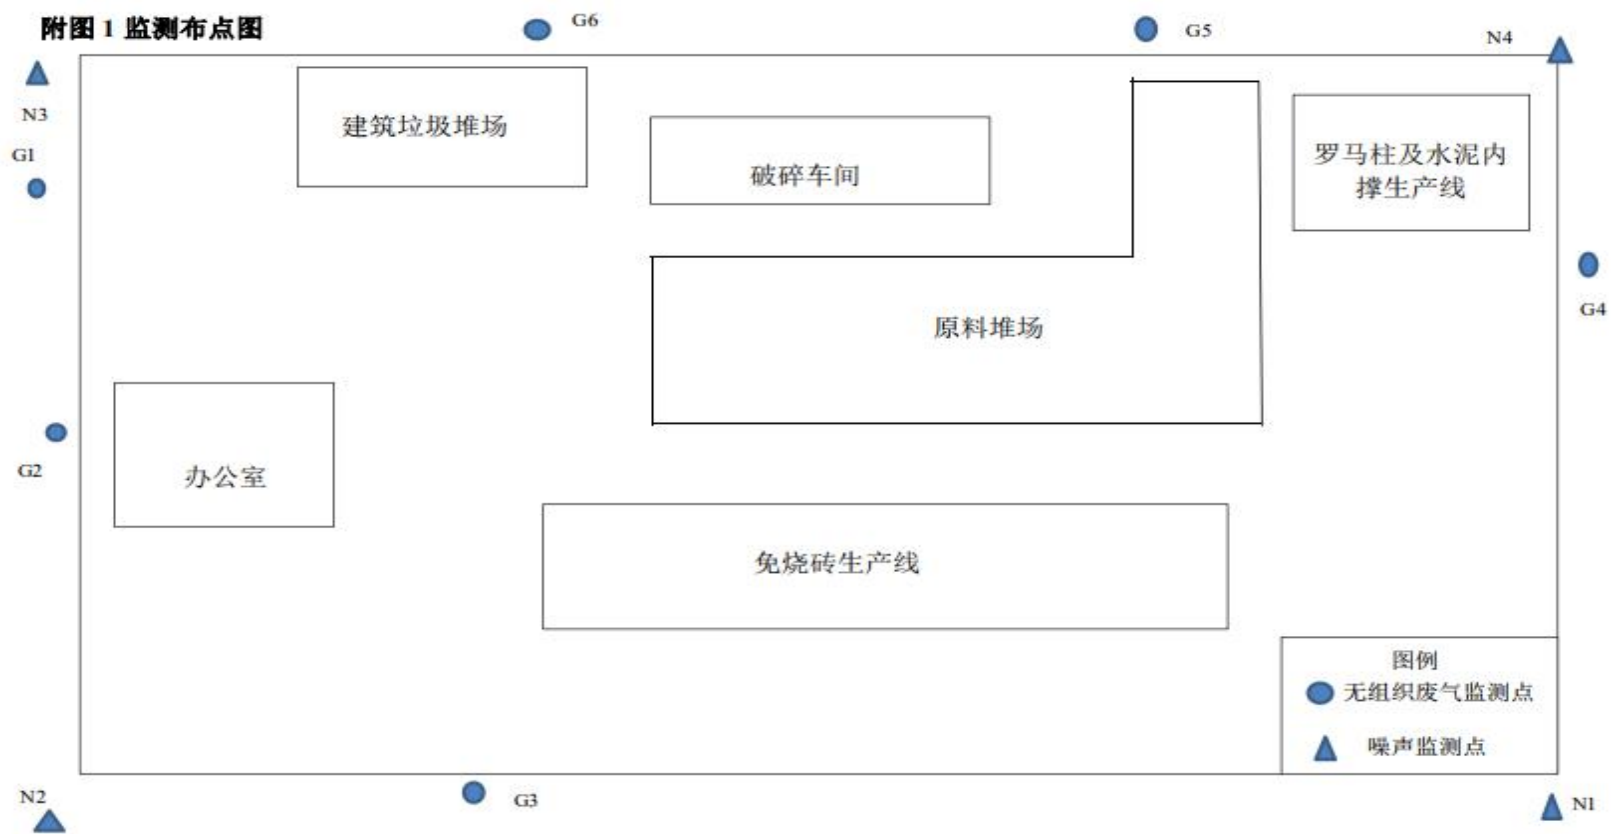 附图 1 监测布点图
G6
G5
N4
N3
G1
建筑垃圾堆场
破碎车间
罗马柱及水泥内
撑生产线
G4
原料堆场
G2
办公室
免烧砖生产线
图例
无组织废气监测点
噪声监测点
N2
G3
N1